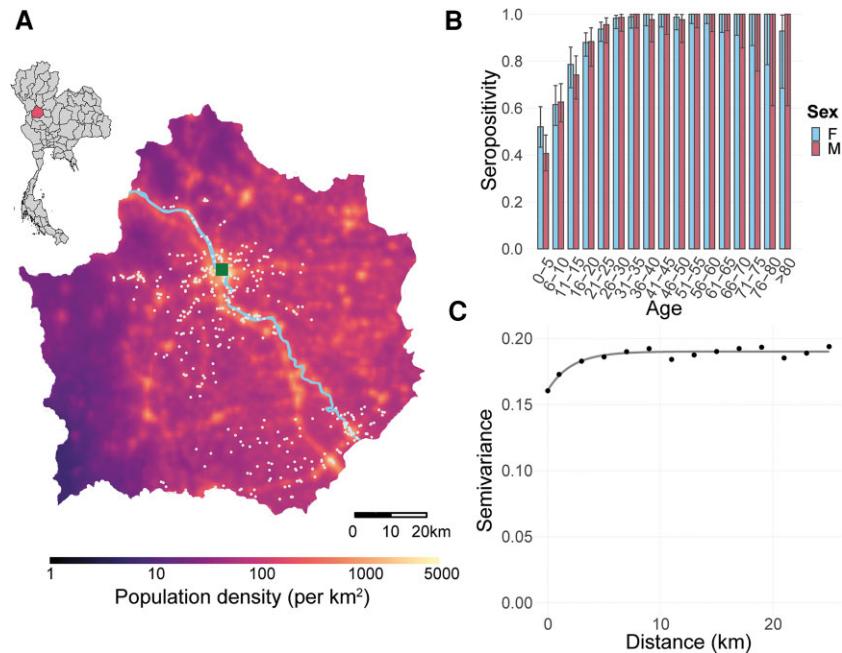 A
0 10 20km
1 10 100 1000 5000
Population density (per km²)
B
1.0
0.8
0.6
0.4
0.2
0.0
Seropositivity
0–5
6–10
11–15
16–20
21–25
26–30
31–35
36–40
41–45
46–50
51–55
56–60
61–65
66–70
71–75
76–80
>80
Age
Sex
F
M
C
0.20
0.15
0.10
0.05
0.00
Semivariance
0 10 20
Distance (km)